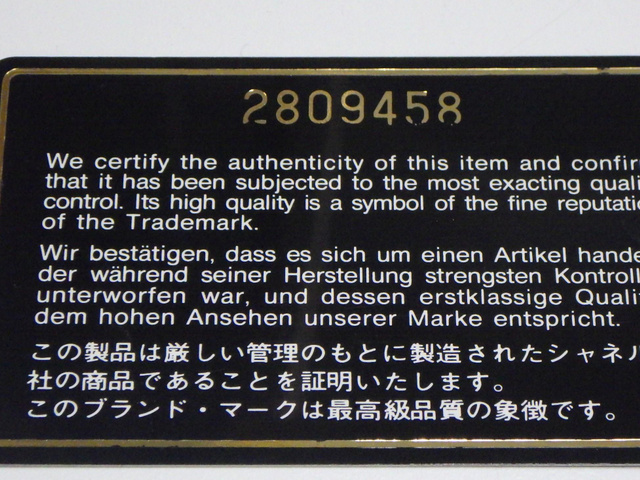 2809458
We certify the authenticity of this item and confir
that it has been subjected to the most exacting quali
control. Its high quality is a symbol of the fine reputati
of the Trademark.
Wir bestätigen, dass es sich um einen Artikel hande
der während seiner Herstellung strengsten Kontroll
unterworfen war, und dessen erstklassige Quali
dem hohen Ansehen unserer Marke entspricht.
この製品は厳しい管理のもとに製造されたシャネル
社の商品であることを証明いたします。
このブランド・マークは最高級品質の象徴です。